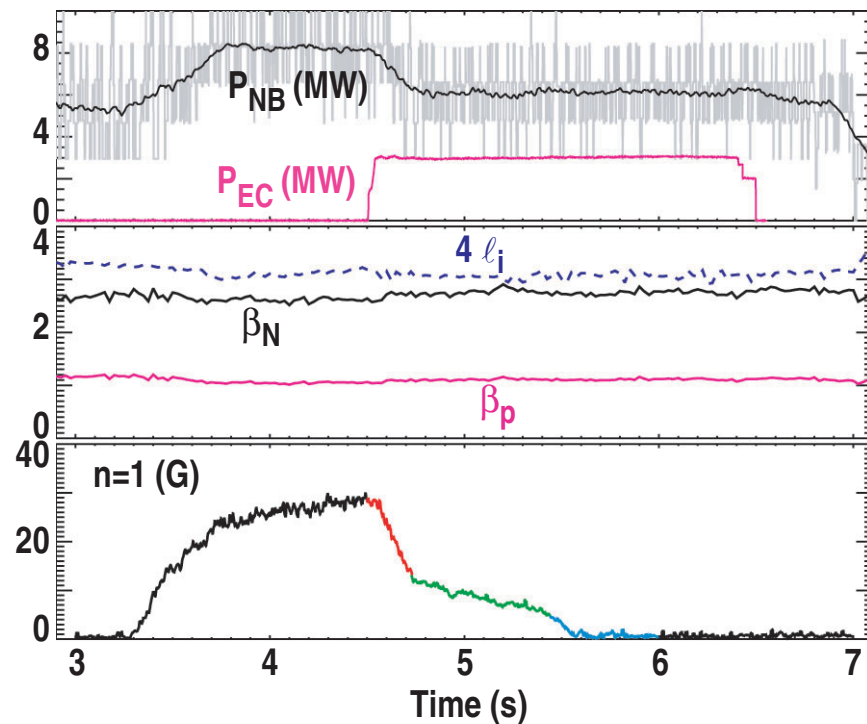 8
P_NB (MW)
4
P_EC (MW)
0
4
4 ℓ_i
β_N
2
β_p
0
40
n=1 (G)
20
0
3 4 5 6 7
Time (s)